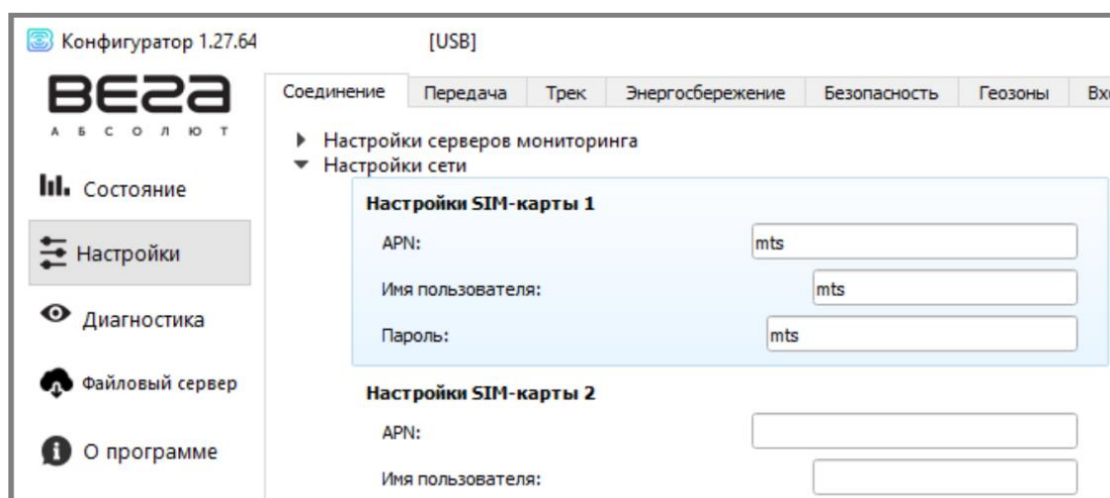 Конфигуратор 1.27.64 [USB]
ВЕГА
АБСОЛЮТ
Состояние
Настройки
Диагностика
Файловый сервер
О программе
Соединение Передача Трек Энергосбережение Безопасность Геозоны
Настройки серверов мониторинга
Настройки сети
Настройки SIM-карты 1
APN: mts
Имя пользователя: mts
Пароль: mts
Настройки SIM-карты 2
APN:
Имя пользователя: